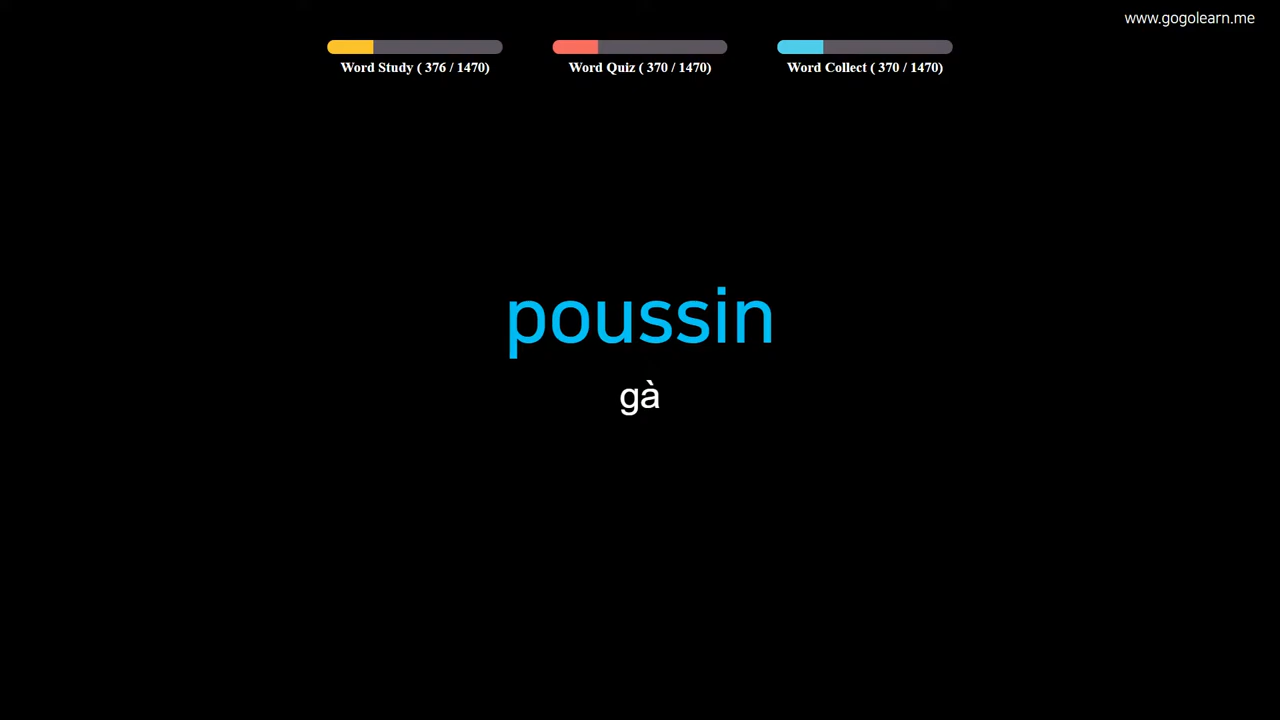 www.gogolearn.me
Word Study ( 376 / 1470)
Word Quiz ( 370 / 1470)
Word Collect ( 370 / 1470)
poussin
gà